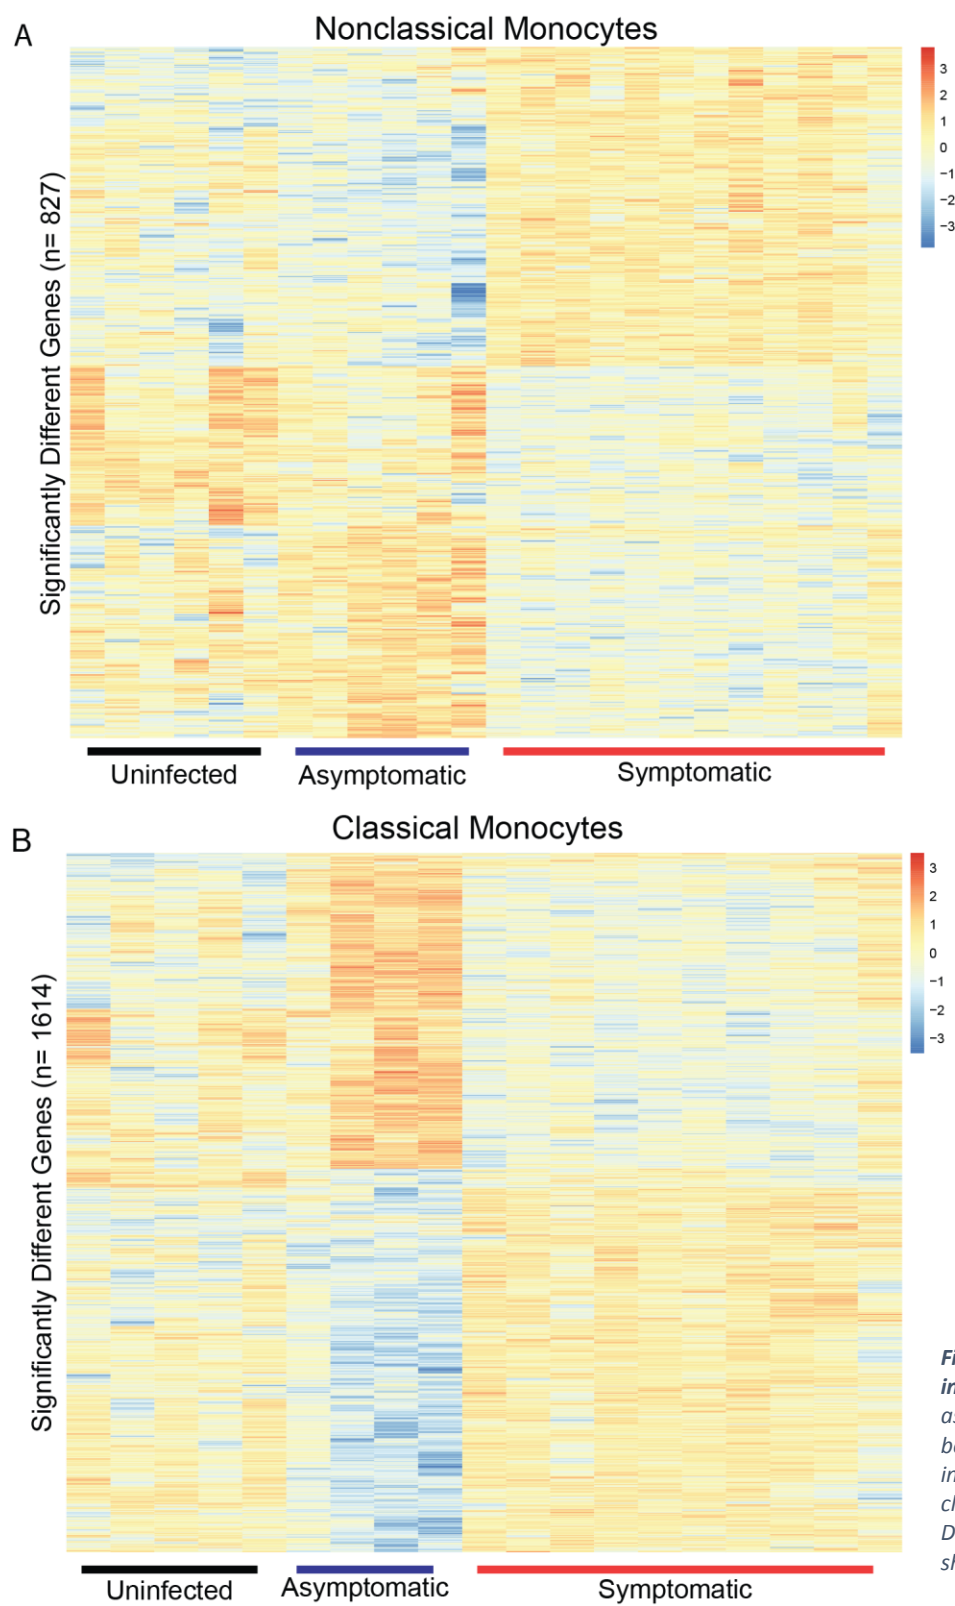 A
Nonclassical Monocytes
Significantly Different Genes (n= 827)
3
2
1
0
−1
−2
−3
Uninfected
Asymptomatic
Symptomatic
B
Classical Monocytes
Significantly Different Genes (n= 1614)
3
2
1
0
−1
−2
−3
Uninfected
Asymptomatic
Symptomatic